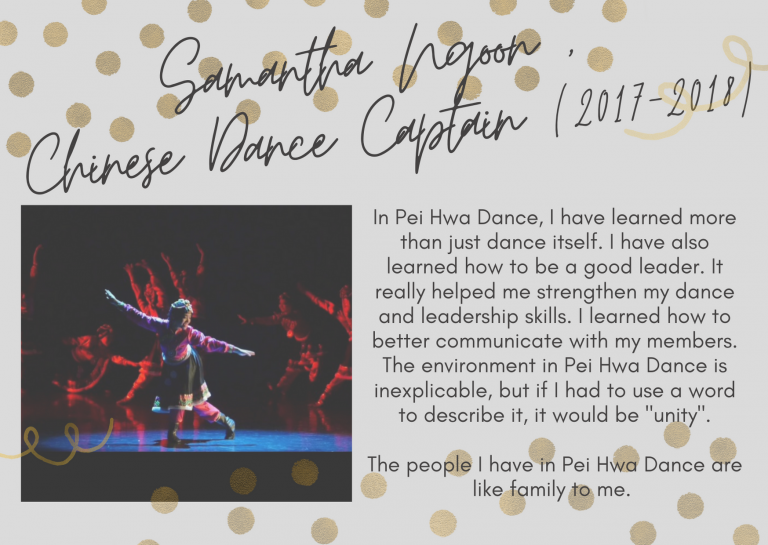 Samantha Ngoon,
Chinese Dance Captain (2017-2018)
In Pei Hwa Dance, I have learned more
than just dance itself. I have also
learned how to be a good leader. It
really helped me strengthen my dance
and leadership skills. I learned how to
better communicate with my members.
The environment in Pei Hwa Dance is
inexplicable, but if I had to use a word
to describe it, it would be "unity".
The people I have in Pei Hwa Dance are
like family to me.